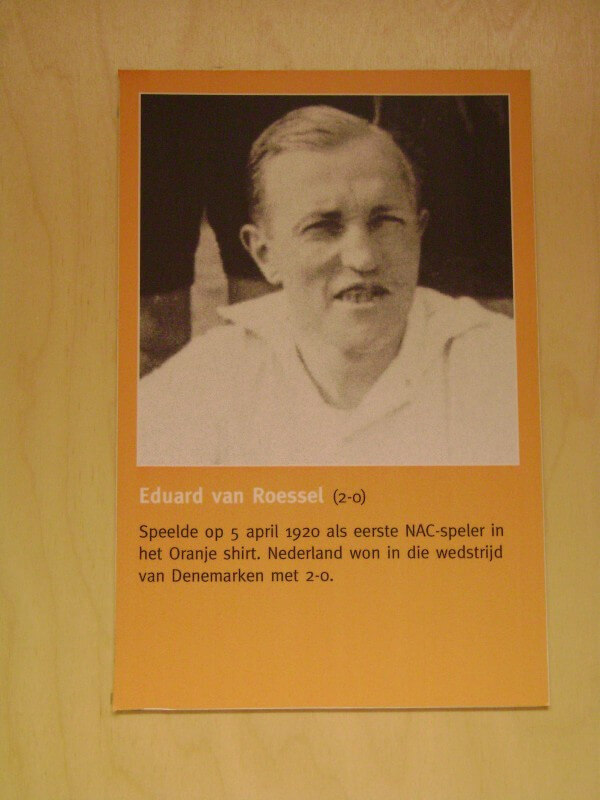 Eduard van Roessel (2-0)
Speelde op 5 april 1920 als eerste NAC-speler in
het Oranje shirt. Nederland won in die wedstrijd
van Denemarken met 2-0.